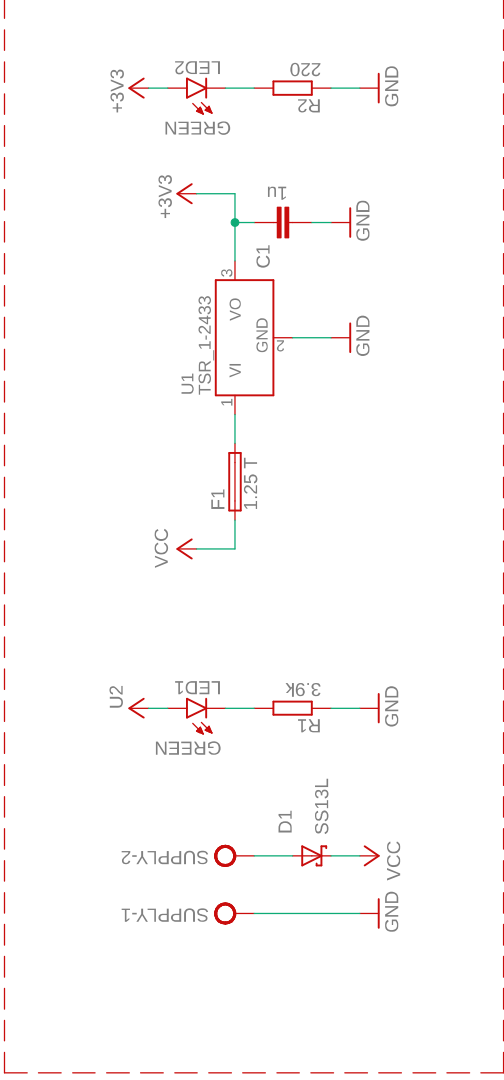 LED2
+3V3
220
R2
GREEN
GND
+3V3
1u
C1
GND
U1
TSR_1-2433
3
VO
GND
2
VI
1
GND
F1
1.25 T
VCC
U2
LED1
3.9k
R1
GREEN
GND
D1
SS13L
SUPPLY-2
VCC
SUPPLY-1
GND